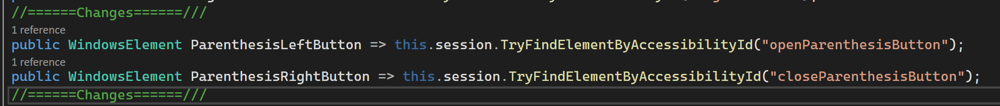 //======Changes======///
1 reference
public WindowsElement ParenthesisLeftButton => this.session.TryFindElementByAccessibilityId("openParenthesisButton");
1 reference
public WindowsElement ParenthesisRightButton => this.session.TryFindElementByAccessibilityId("closeParenthesisButton");
//======Changes======///